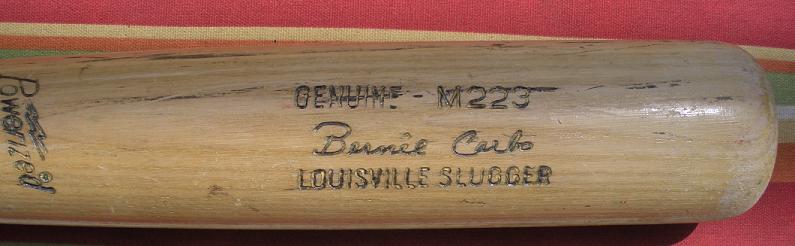 Powerized
GENUINE - M223
Bernie Carbo
LOUISVILLE SLUGGER